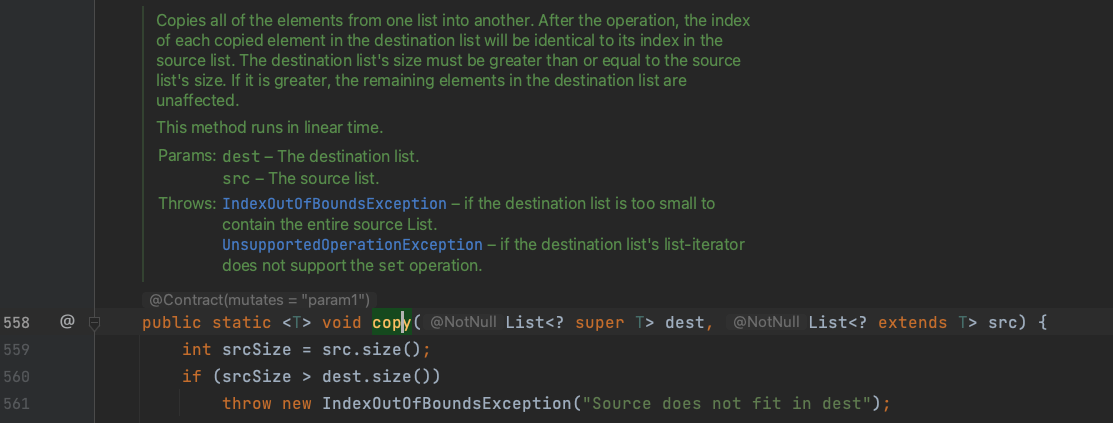 Copies all of the elements from one list into another. After the operation, the index
of each copied element in the destination list will be identical to its index in the
source list. The destination list's size must be greater than or equal to the source
list's size. If it is greater, the remaining elements in the destination list are
unaffected.
This method runs in linear time.
Params: dest – The destination list.
src – The source list.
Throws: IndexOutOfBoundsException – if the destination list is too small to
contain the entire source List.
UnsupportedOperationException – if the destination list's list-iterator
does not support the set operation.
@Contract(mutates = "param1")
558 @ public static <T> void copy( @NotNull List<? super T> dest, @NotNull List<? extends T> src) {
559 int srcSize = src.size();
560 if (srcSize > dest.size())
561 throw new IndexOutOfBoundsException("Source does not fit in dest");